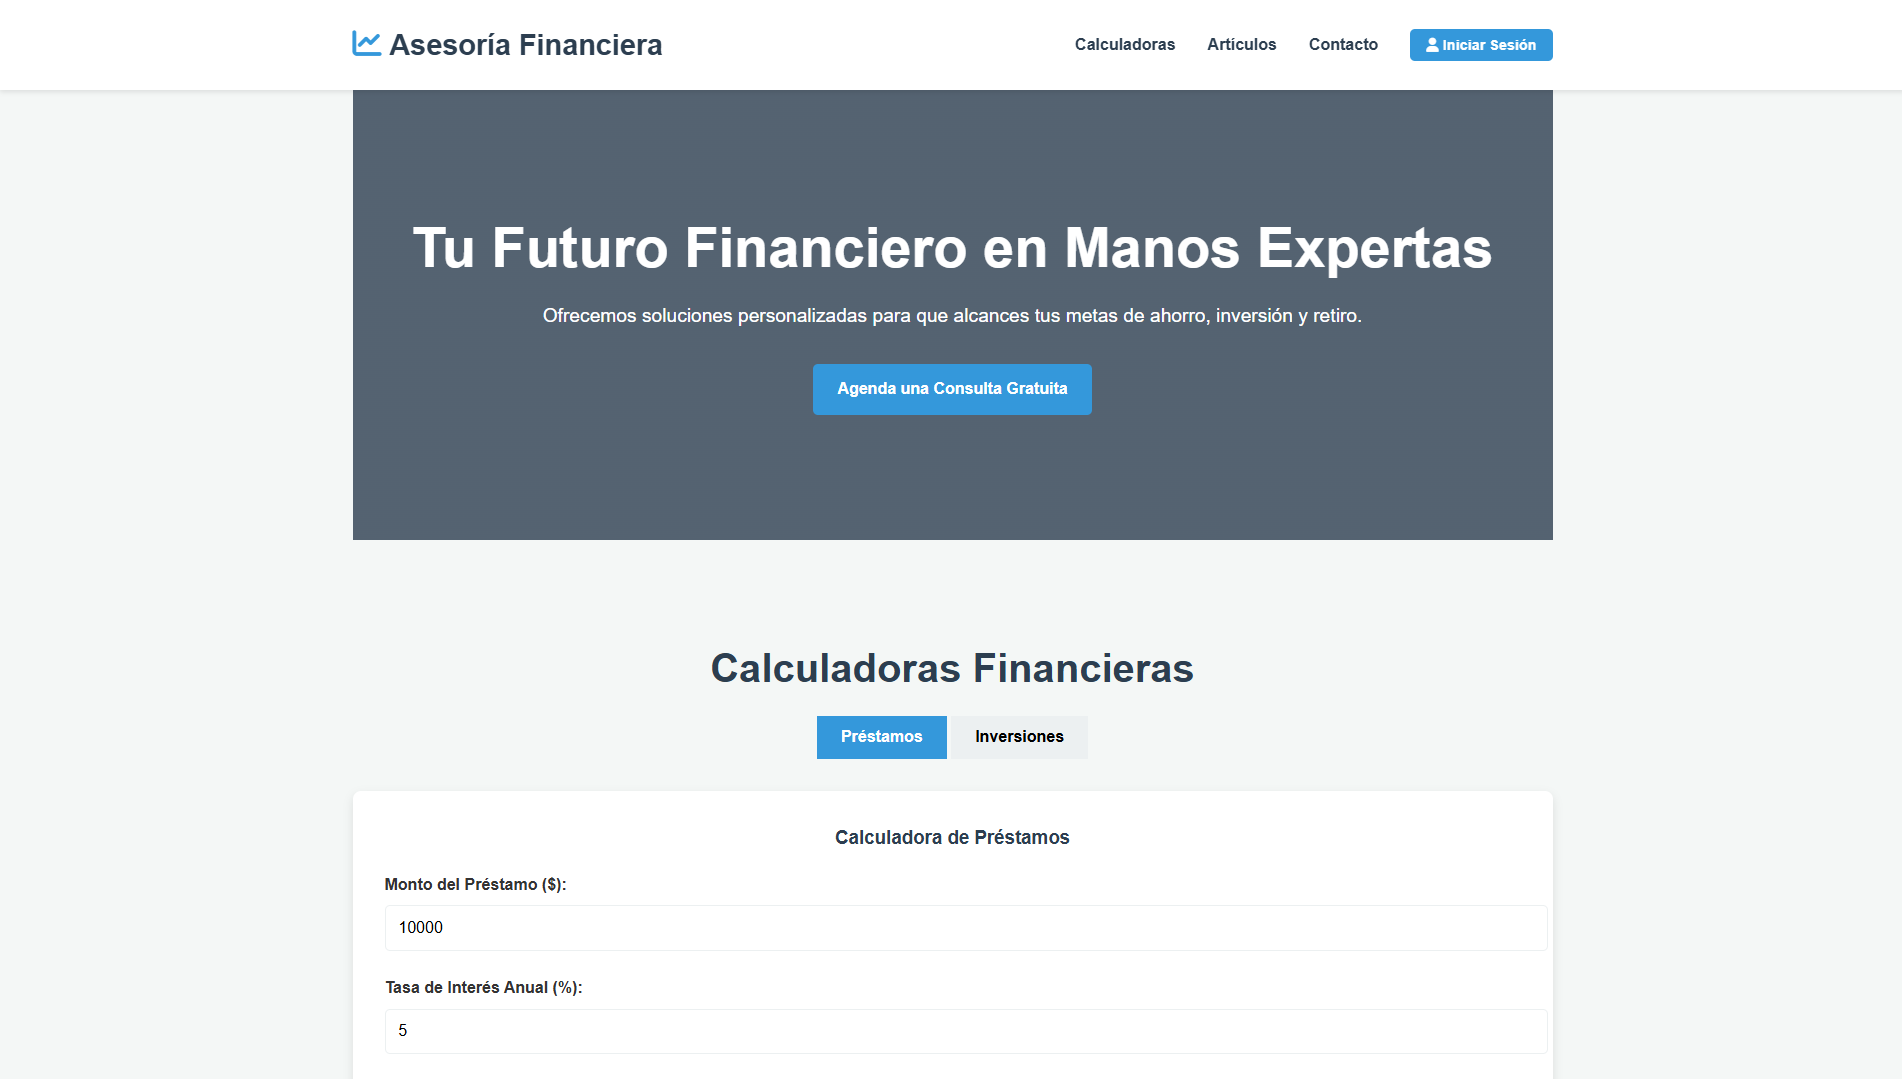 Asesoría Financiera
Calculadoras
Artículos
Contacto
Iniciar Sesión
Tu Futuro Financiero en Manos Expertas
Ofrecemos soluciones personalizadas para que alcances tus metas de ahorro, inversión y retiro.
Agenda una Consulta Gratuita
Calculadoras Financieras
Préstamos
Inversiones
Calculadora de Préstamos
Monto del Préstamo ($):
10000
Tasa de Interés Anual (%):
5